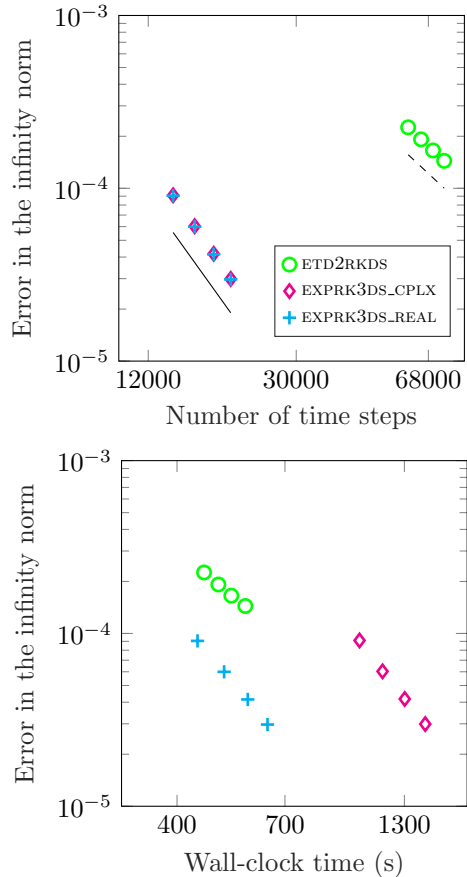 10⁻³
10⁻⁴
10⁻⁵
Error in the infinity norm
ETD2RKDS
EXPRK3DS_CPLX
EXPRK3DS_REAL
12000 30000 68000
Number of time steps
10⁻³
10⁻⁴
10⁻⁵
Error in the infinity norm
400 700 1300
Wall-clock time (s)